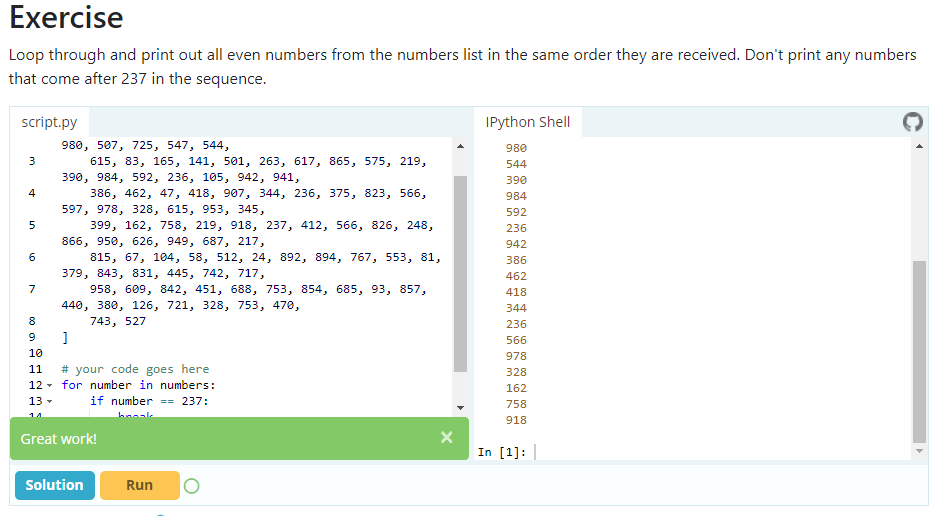 Exercise
Loop through and print out all even numbers from the numbers list in the same order they are received. Don't print any numbers
that come after 237 in the sequence.
script.py
980, 507, 725, 547, 544,
3 615, 83, 165, 141, 501, 263, 617, 865, 575, 219,
390, 984, 592, 236, 105, 942, 941,
4 386, 462, 47, 418, 907, 344, 236, 375, 823, 566,
597, 978, 328, 615, 953, 345,
5 399, 162, 758, 219, 918, 237, 412, 566, 826, 248,
866, 950, 626, 949, 687, 217,
6 815, 67, 104, 58, 512, 24, 892, 894, 767, 553, 81,
379, 843, 831, 445, 742, 717,
7 958, 609, 842, 451, 688, 753, 854, 685, 93, 857,
440, 380, 126, 721, 328, 753, 470,
8 743, 527
9 ]
10
11 # your code goes here
12 for number in numbers:
13 if number == 237:
14 break
Great work!
×
Solution
Run
IPython Shell
980
544
390
984
592
236
942
386
462
418
344
236
566
978
328
162
758
918
In [1]: